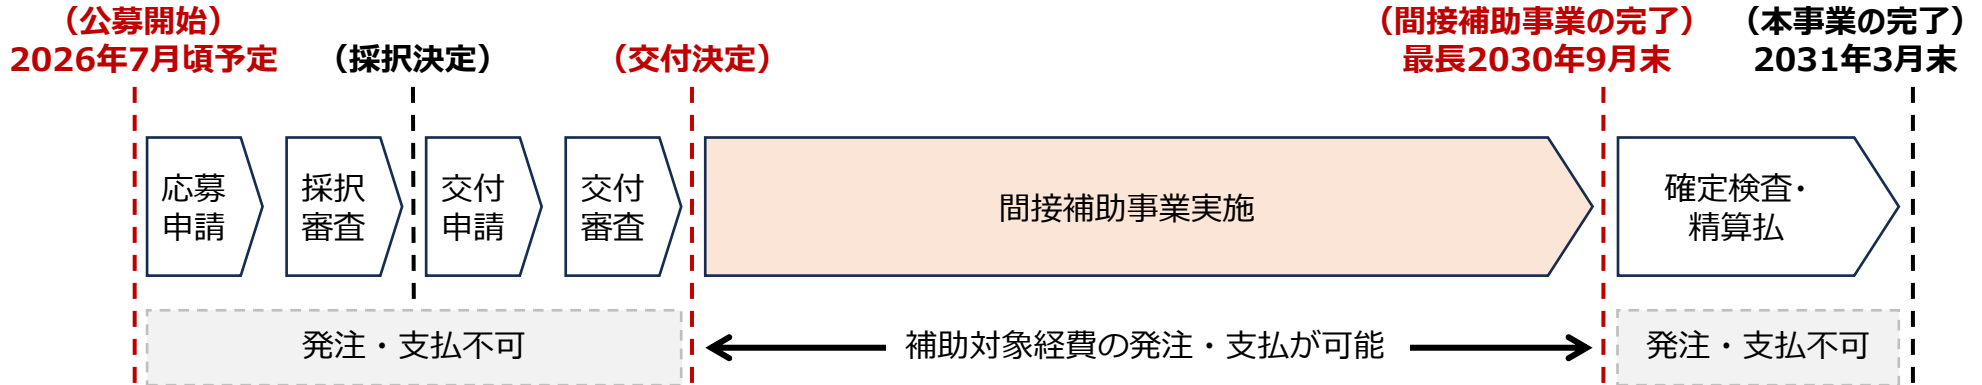 （公募開始）
2026年7月頃予定
（採択決定）
（交付決定）
（間接補助事業の完了）
最長2030年9月末
（本事業の完了）
2031年3月末
応募
申請
採択
審査
交付
申請
交付
審査
間接補助事業実施
確定検査・
精算払
発注・支払不可
補助対象経費の発注・支払が可能
発注・支払不可